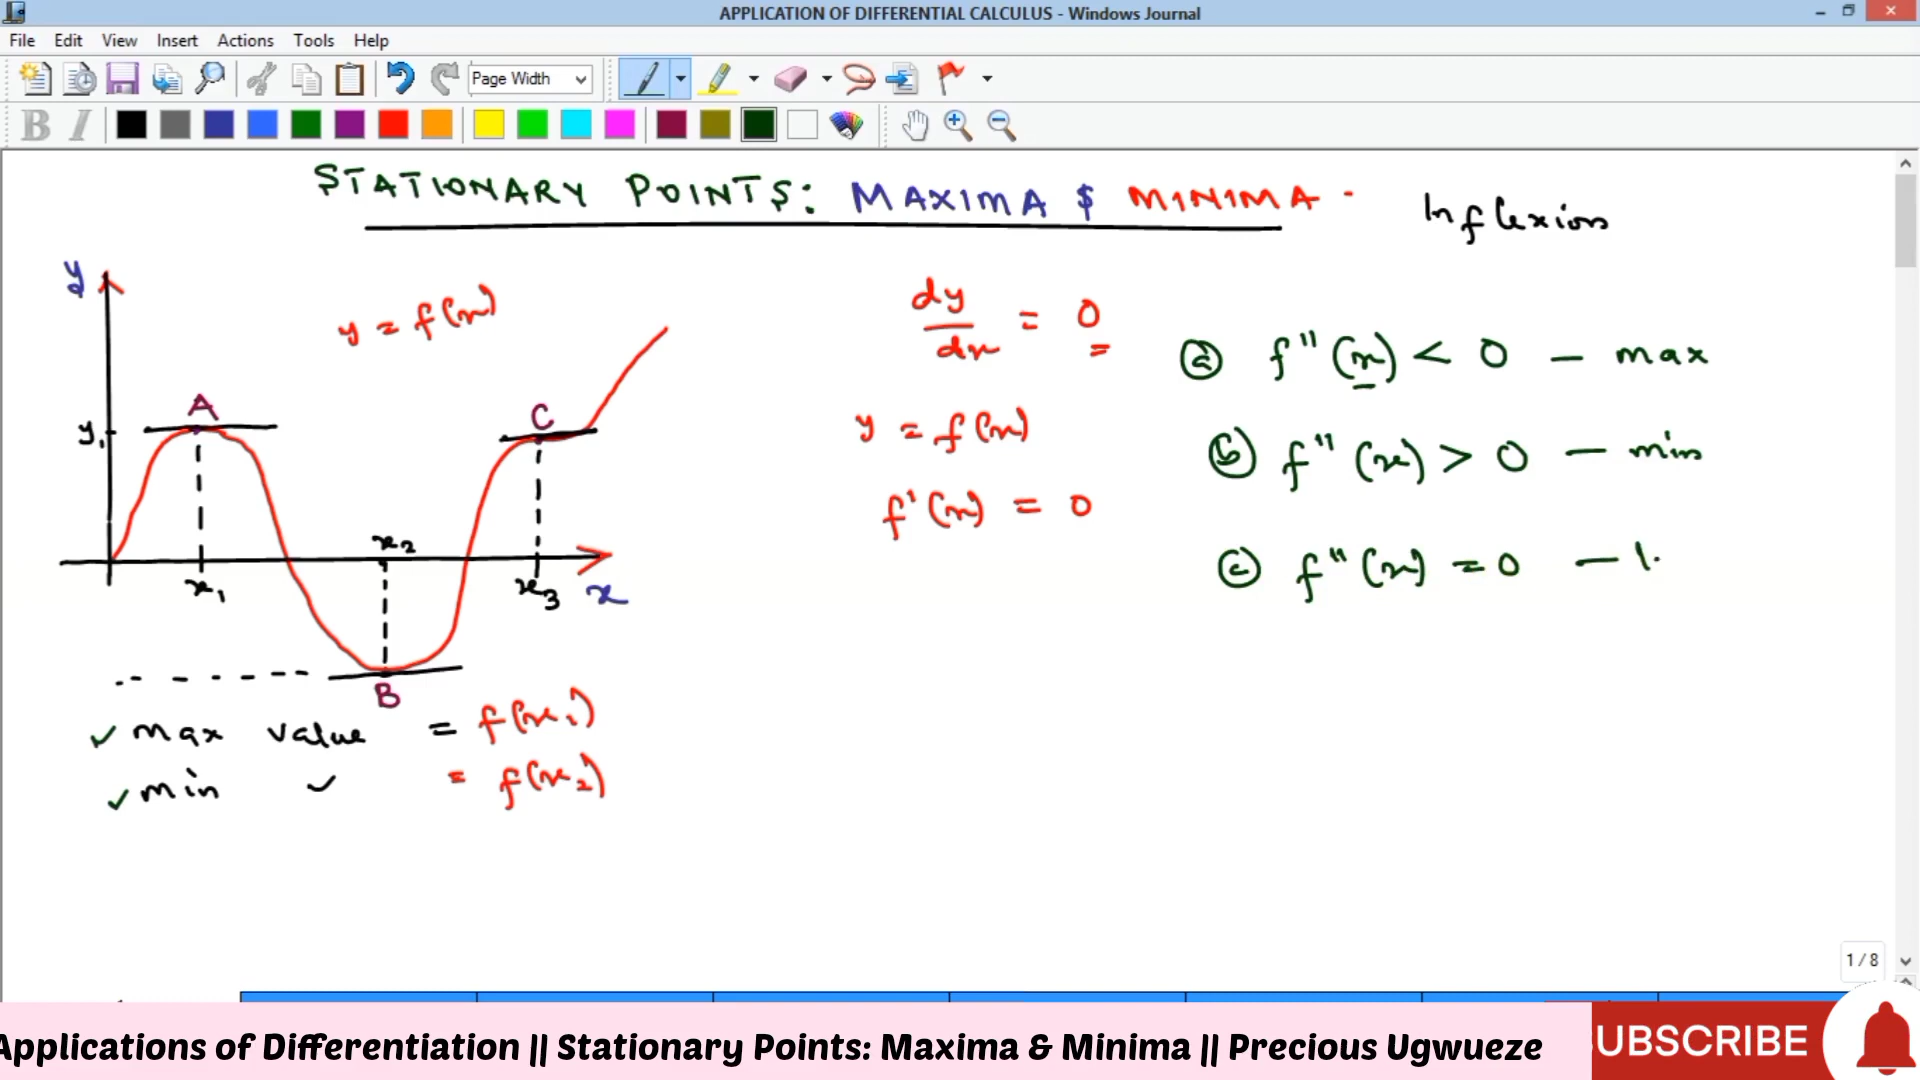 APPLICATION OF DIFFERENTIAL CALCULUS - Windows Journal
File Edit View Insert Actions Tools Help
Page Width
B I
STATIONARY POINTS: MAXIMA $ MINIMA - Inflexion
y
y = f(x)
dy/dx = 0
ⓐ f''(x) < 0 — max
A
C
y₁
y = f(x)
ⓑ f''(x) > 0 — min
f'(x) = 0
x₂
ⓒ f''(x) = 0 — I.
x₁
x₃
x
B
✓ max value = f(x₁)
✓ min ✓ = f(x₂)
1 / 8
Applications of Differentiation || Stationary Points: Maxima & Minima || Precious Ugwueze
SUBSCRIBE